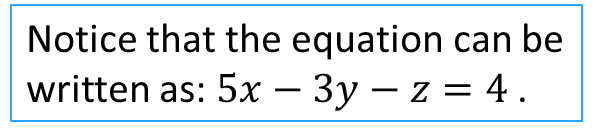 Notice that the equation can be
written as: 5x − 3y − z = 4 .